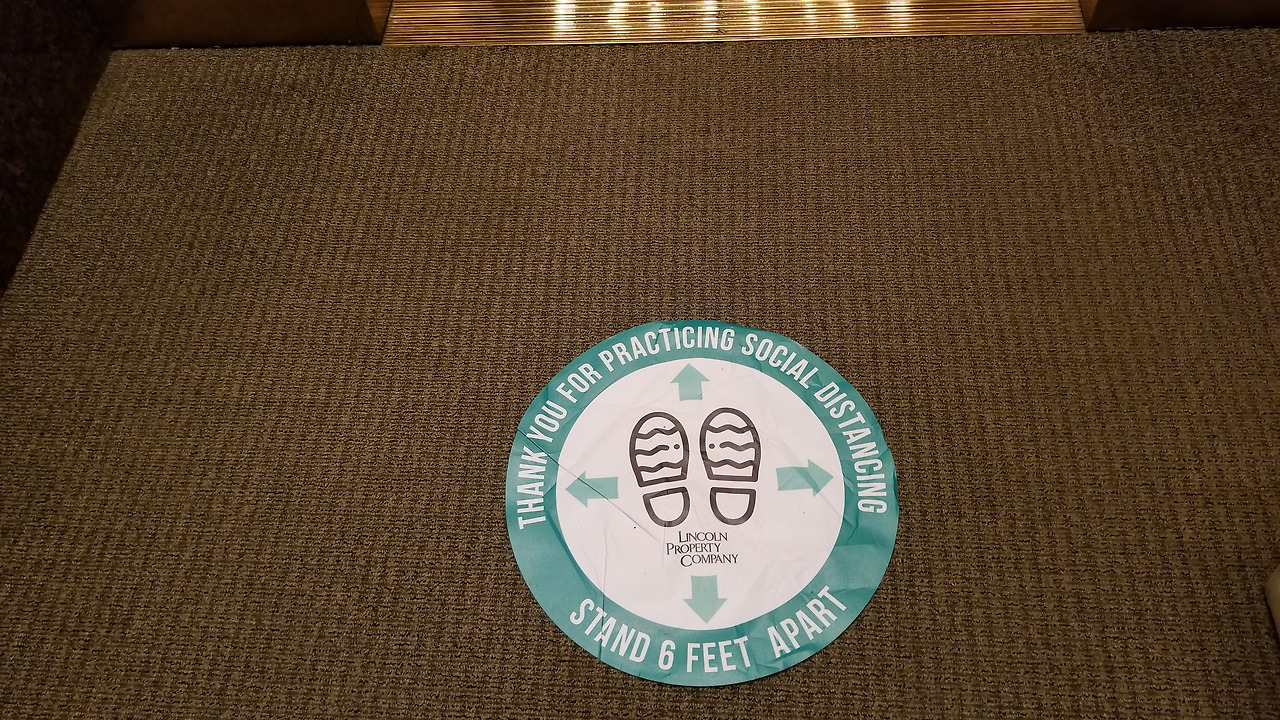 THANK YOU FOR PRACTICING SOCIAL DISTANCING
LINCOLN
PROPERTY
COMPANY
STAND 6 FEET APART